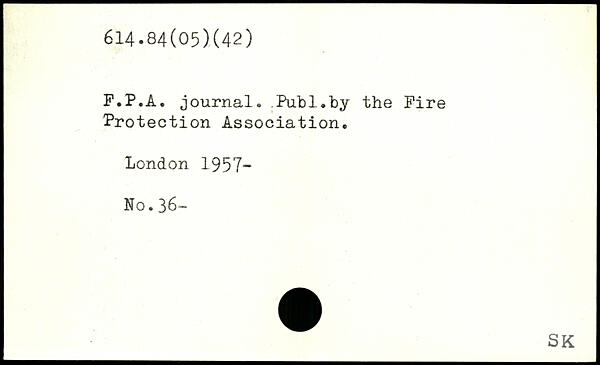 614.84(05)(42)
F.P.A. journal. Publ.by the Fire
Protection Association.
London 1957-
No.36-
SK